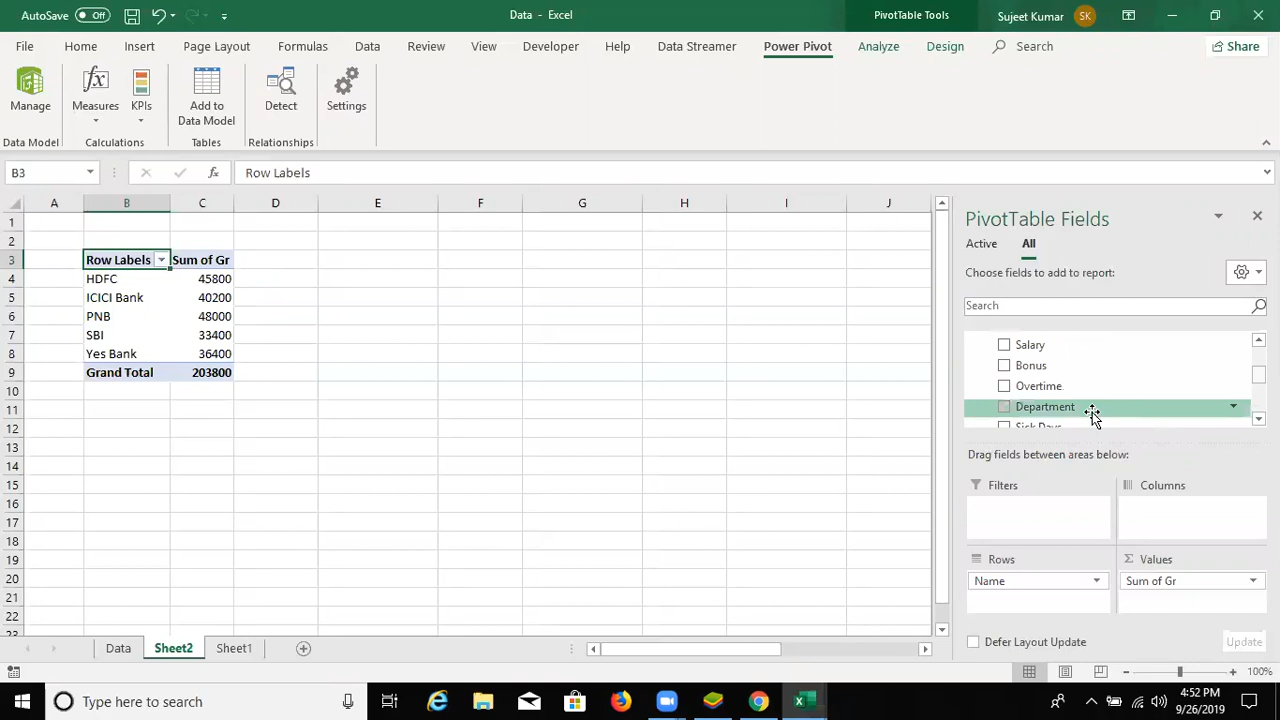 AutoSave Off
Data - Excel
PivotTable Tools
Sujeet Kumar SK
File Home Insert Page Layout Formulas Data Review View Developer Help Data Streamer Power Pivot Analyze Design Search Share
Manage
Measures
KPIs
Add to
Data Model
Detect
Settings
Data Model
Calculations
Tables
Relationships
B3
fx
Row Labels
A B C D E F G H I J
PivotTable Fields
Active All
Choose fields to add to report:
Search
1
2
3 Row Labels Sum of Gr
4 HDFC 45800
5 ICICI Bank 40200
6 PNB 48000
7 SBI 33400
8 Yes Bank 36400
9 Grand Total 203800
10
11
12
13
14
15
16
17
18
19
20
21
22
23
Salary
Bonus
Overtime
Department
Sick Days
Drag fields between areas below:
Filters
Columns
Rows
Σ Values
Name
Sum of Gr
Defer Layout Update
Update
Data Sheet2 Sheet1
100%
Type here to search
4:52 PM
9/26/2019